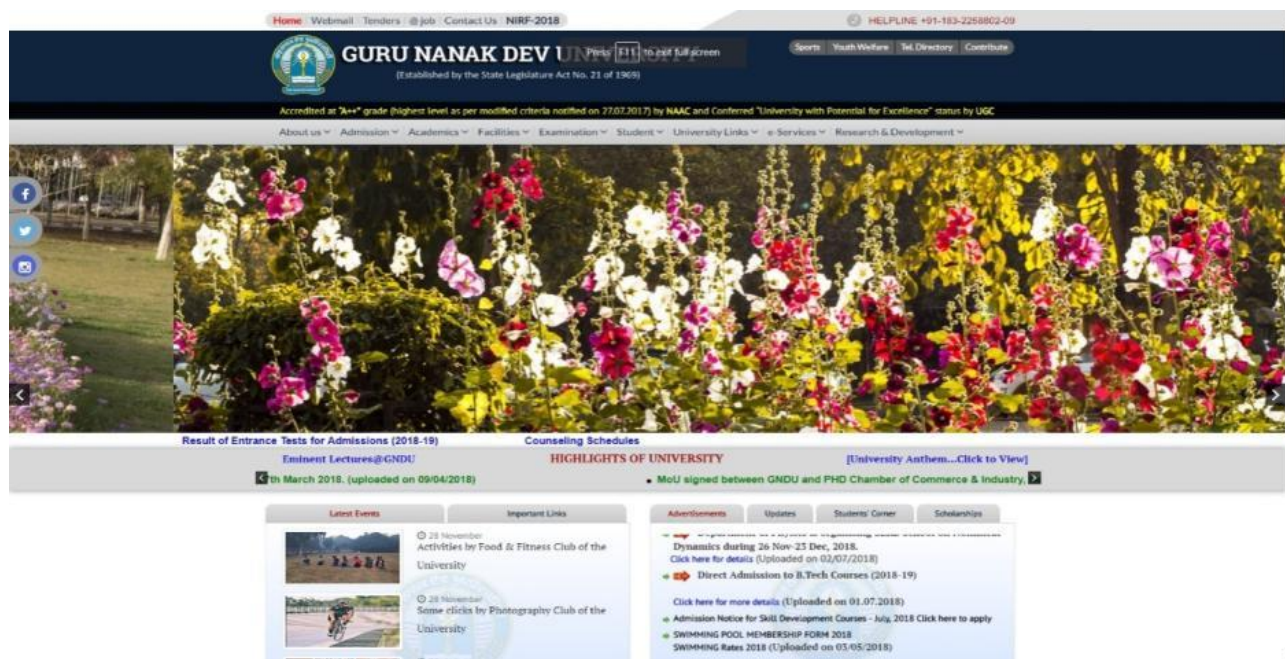 Home Webmail Tenders @job Contact Us NIRF-2018
HELPLINE +91-183-2258802-09
GURU NANAK DEV UNIVERSITY
Press F11 to exit full screen
Sports Youth Welfare Tel. Directory Contribute
(Established by the State Legislature Act No. 21 of 1969)
Accredited at "A++" grade (highest level as per modified criteria notified on 27.07.2017) by NAAC and Conferred "University with Potential for Excellence" status by UGC
About us Admission Academics Facilities Examination Student University Links e-Services Research & Development
Result of Entrance Tests for Admissions (2018-19) Counseling Schedules
Eminent Lectures@GNDU HIGHLIGHTS OF UNIVERSITY [University Anthem...Click to View]
7th March 2018. (uploaded on 09/04/2018) MoU signed between GNDU and PHD Chamber of Commerce & Industry,
Latest Events Important Links
28 November
Activities by Food & Fitness Club of the
University
28 November
Some clicks by Photography Club of the
University
Advertisements Updates Students' Corner Scholarships
Dynamics during 26 Nov-23 Dec, 2018.
Click here for details (Uploaded on 02/07/2018)
Direct Admission to B.Tech Courses (2018-19)
Click here for more details (Uploaded on 01.07.2018)
Admission Notice for Skill Development Courses - July, 2018 Click here to apply
SWIMMING POOL MEMBERSHIP FORM 2018
SWIMMING Rates 2018 (Uploaded on 03/05/2018)